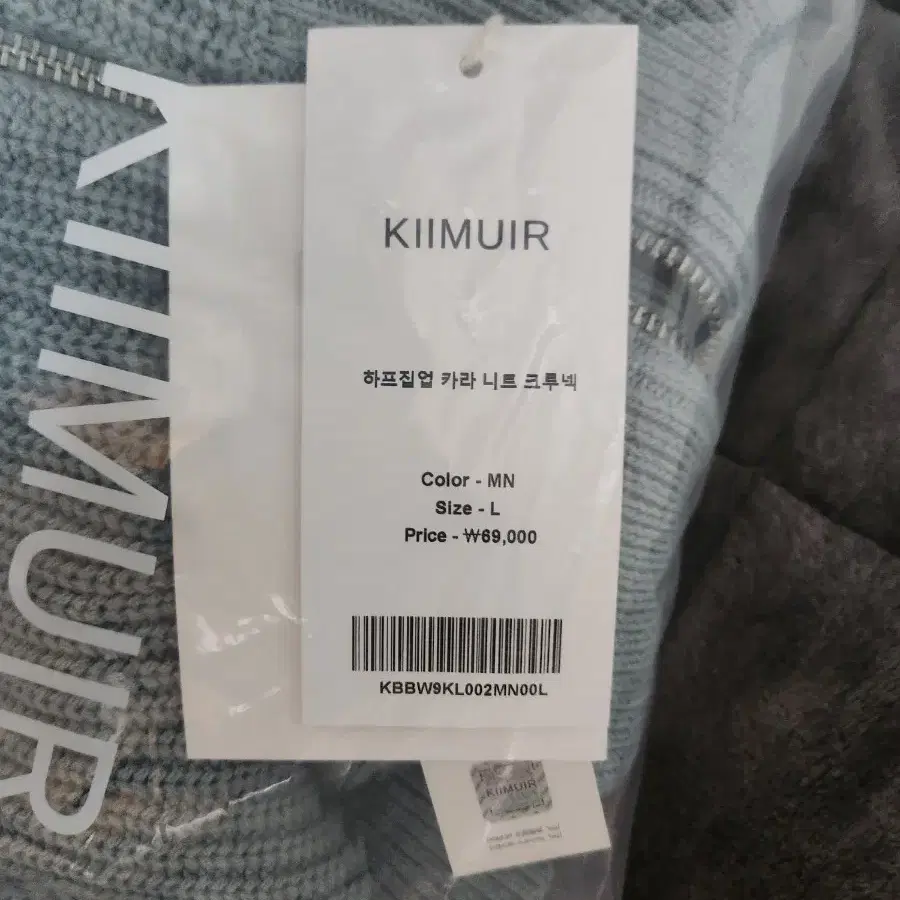 KIIMUIR
KIIMUIR
하프집업 카라 니트 크루넥
Color - MN
Size - L
Price - ₩69,000
KBBW9KL002MN00L
KIIMUIR